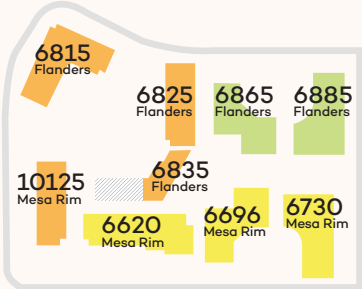 6815
Flanders
6825
Flanders
6865
Flanders
6885
Flanders
6835
Flanders
10125
Mesa Rim
6620
Mesa Rim
6696
Mesa Rim
6730
Mesa Rim